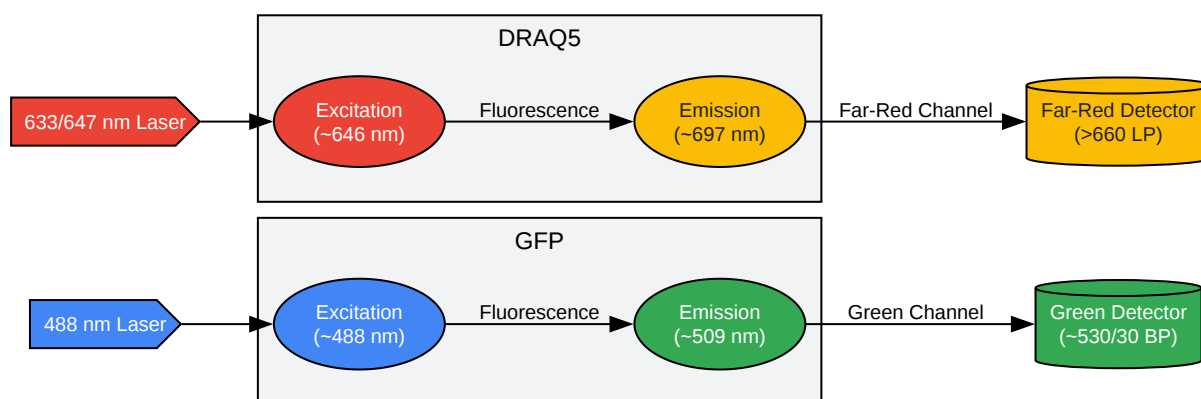 DRAQ5
633/647 nm Laser
Excitation
(~646 nm)
Fluorescence
Emission
(~697 nm)
Far-Red Channel
Far-Red Detector
(>660 LP)
GFP
488 nm Laser
Excitation
(~488 nm)
Fluorescence
Emission
(~509 nm)
Green Channel
Green Detector
(~530/30 BP)